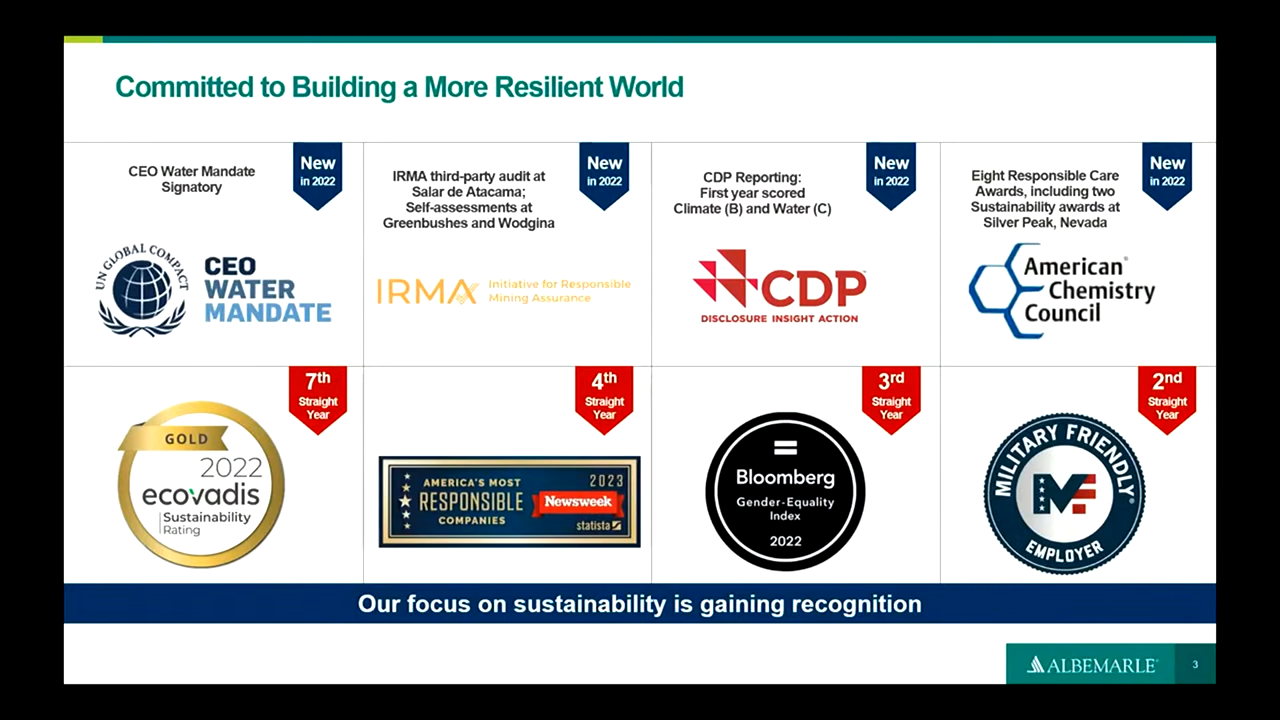 Committed to Building a More Resilient World
CEO Water Mandate
Signatory
New
in 2022
UN GLOBAL COMPACT
CEO
WATER
MANDATE
IRMA third-party audit at
Salar de Atacama;
Self-assessments at
Greenbushes and Wodgina
New
in 2022
IRMA
Initiative for Responsible
Mining Assurance
CDP Reporting:
First year scored
Climate (B) and Water (C)
New
in 2022
CDP
DISCLOSURE INSIGHT ACTION
Eight Responsible Care
Awards, including two
Sustainability awards at
Silver Peak, Nevada
New
in 2022
American®
Chemistry
Council
7th
Straight
Year
GOLD
2022
ecovadis
Sustainability
Rating
4th
Straight
Year
AMERICA'S MOST
RESPONSIBLE
COMPANIES
2023
Newsweek
statista
3rd
Straight
Year
Bloomberg
Gender-Equality
Index
2022
2nd
Straight
Year
MILITARY FRIENDLY®
MF
EMPLOYER
Our focus on sustainability is gaining recognition
ALBEMARLE®
3